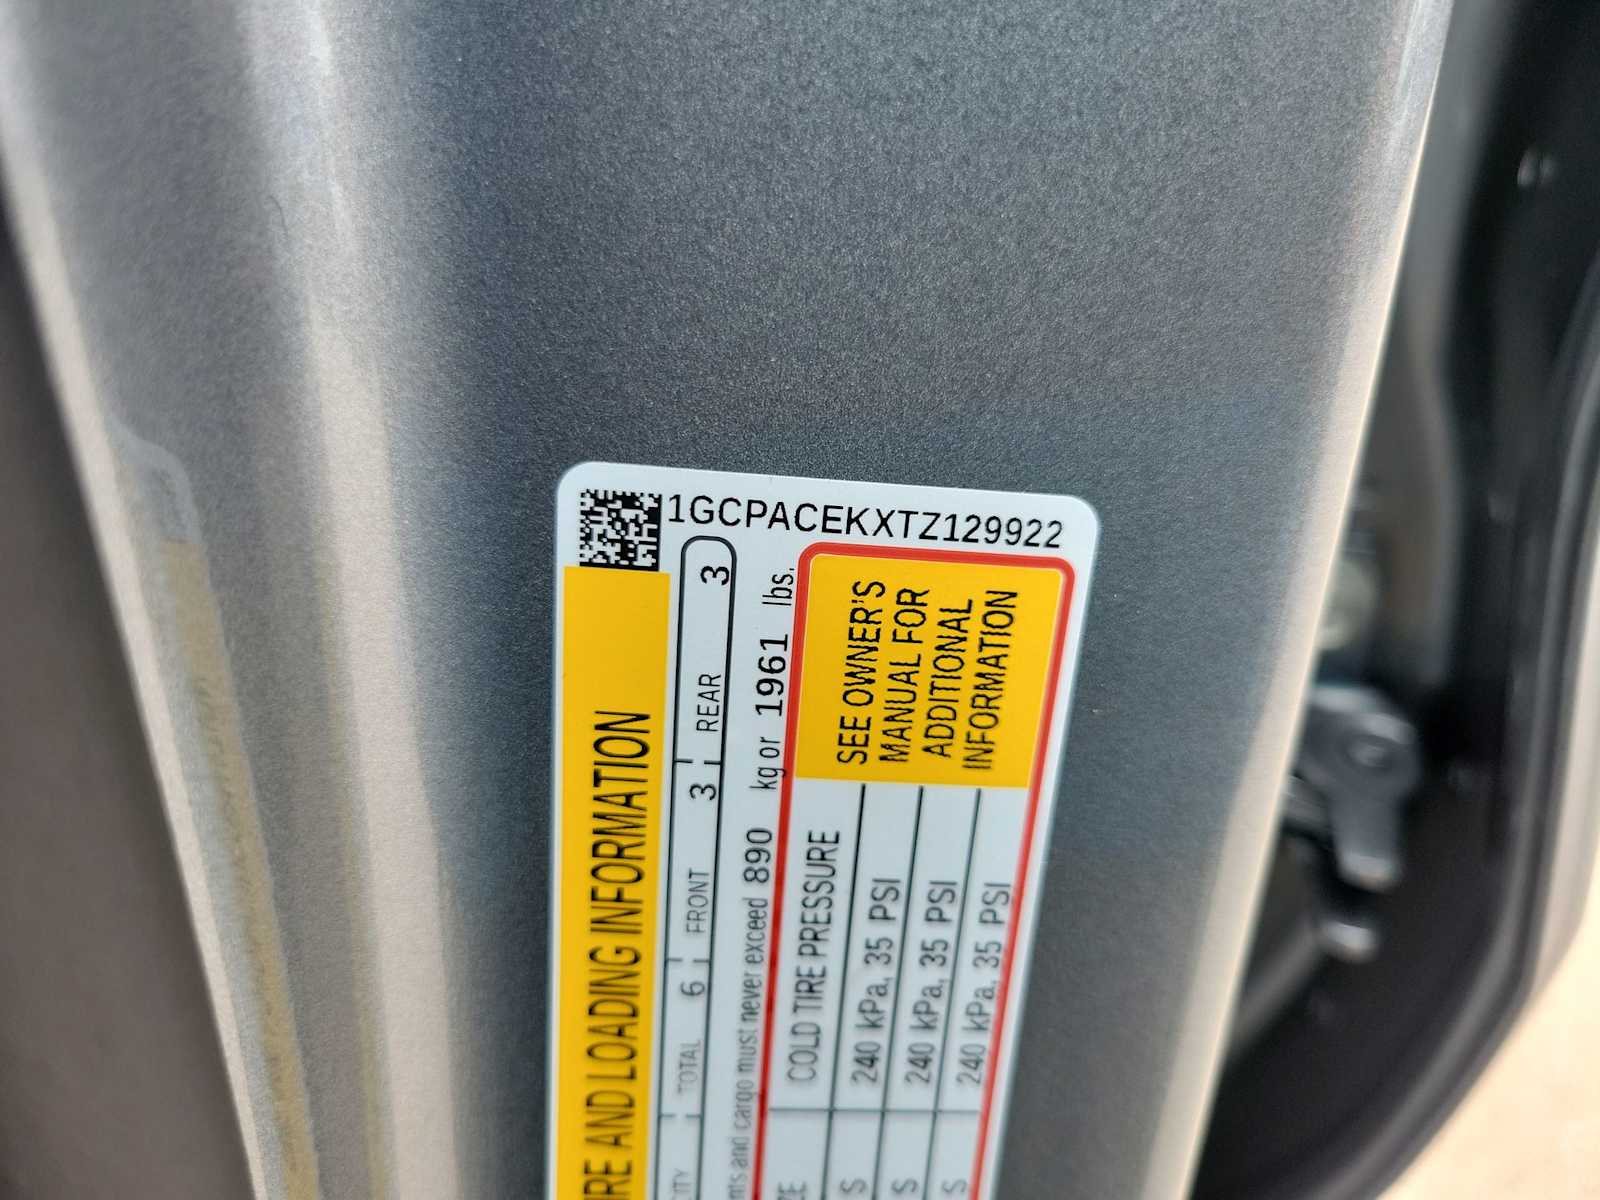 1GCPACEKXTZ129922
IRE AND LOADING INFORMATION
CITY TOTAL 6 FRONT 3 REAR 3
nts and cargo must never exceed 890 kg or 1961 lbs.
ZE COLD TIRE PRESSURE
S 240 kPa, 35 PSI
S 240 kPa, 35 PSI
S 240 kPa, 35 PSI
SEE OWNER'S
MANUAL FOR
ADDITIONAL
INFORMATION